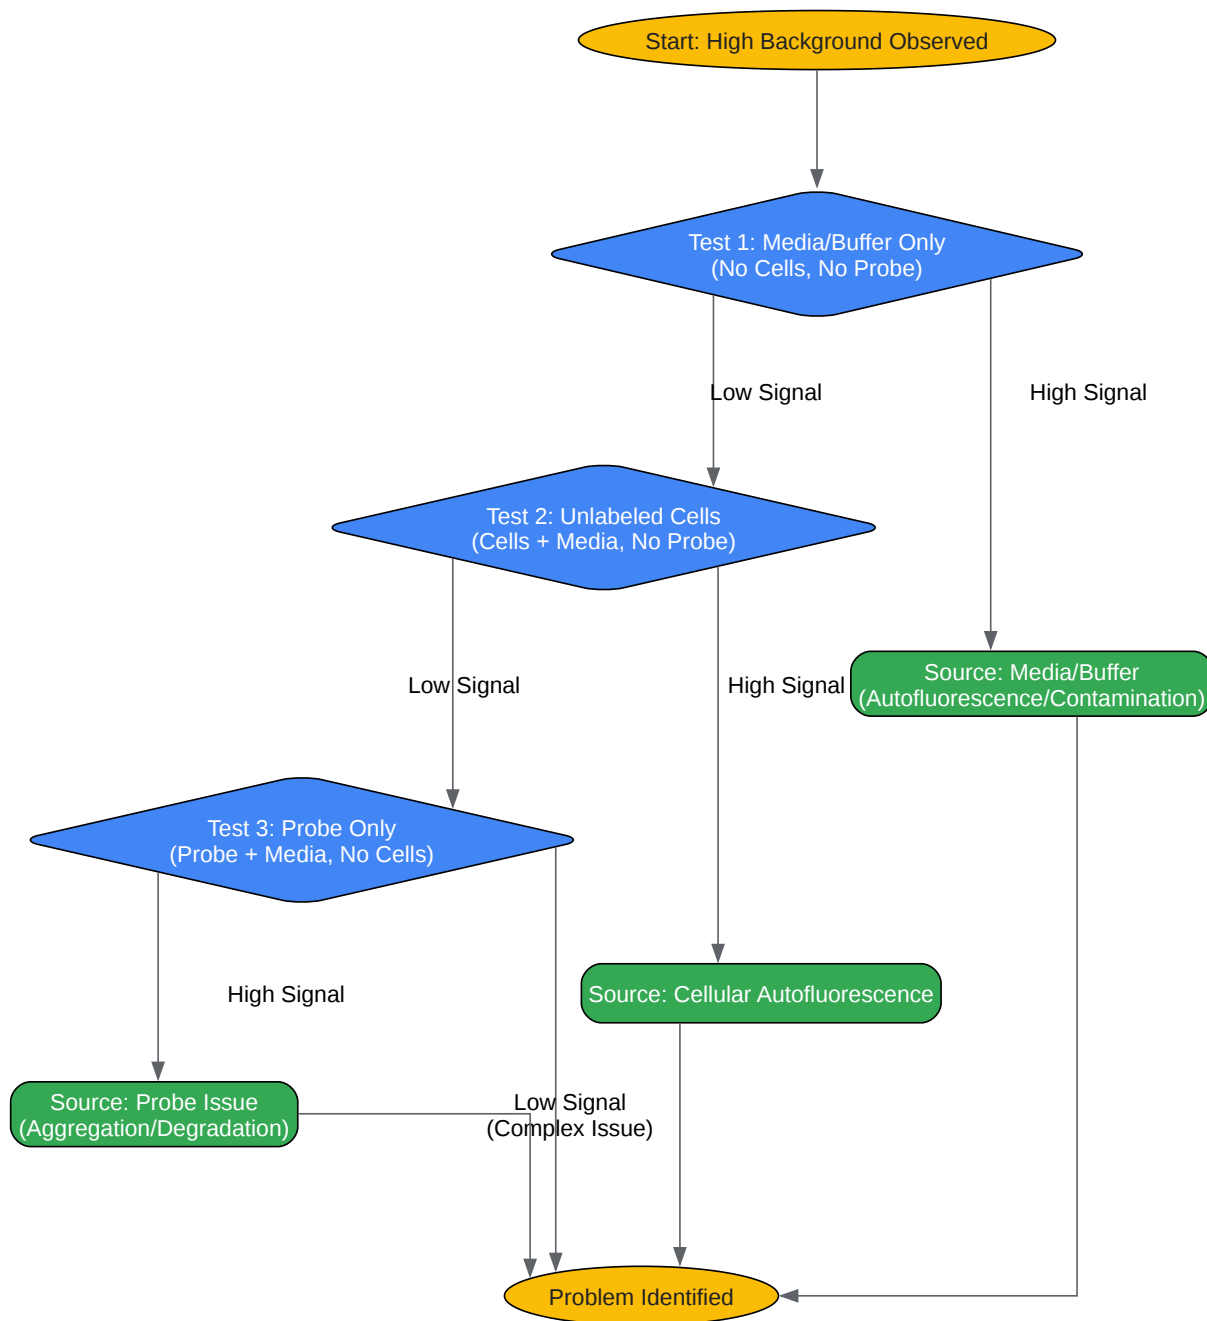 Start: High Background Observed
Test 1: Media/Buffer Only
(No Cells, No Probe)
Low Signal
High Signal
Test 2: Unlabeled Cells
(Cells + Media, No Probe)
Low Signal
High Signal
Source: Media/Buffer
(Autofluorescence/Contamination)
Test 3: Probe Only
(Probe + Media, No Cells)
High Signal
Source: Cellular Autofluorescence
Source: Probe Issue
(Aggregation/Degradation)
Low Signal
(Complex Issue)
Problem Identified